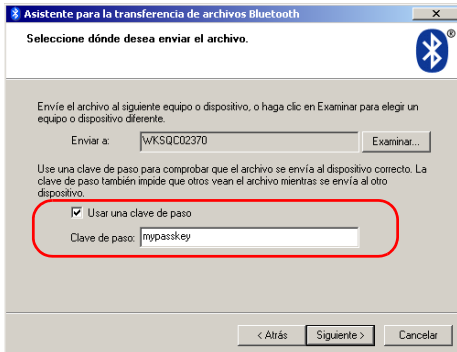 Asistente para la transferencia de archivos Bluetooth
Seleccione dónde desea enviar el archivo.
Envíe el archivo al siguiente equipo o dispositivo, o haga clic en Examinar para elegir un
equipo o dispositivo diferente.
Enviar a: WKSQC02370 Examinar...
Use una clave de paso para comprobar que el archivo se envía al dispositivo correcto. La
clave de paso también impide que otros vean el archivo mientras se envía al otro
dispositivo.
Usar una clave de paso
Clave de paso: mypasskey
< Atrás Siguiente > Cancelar